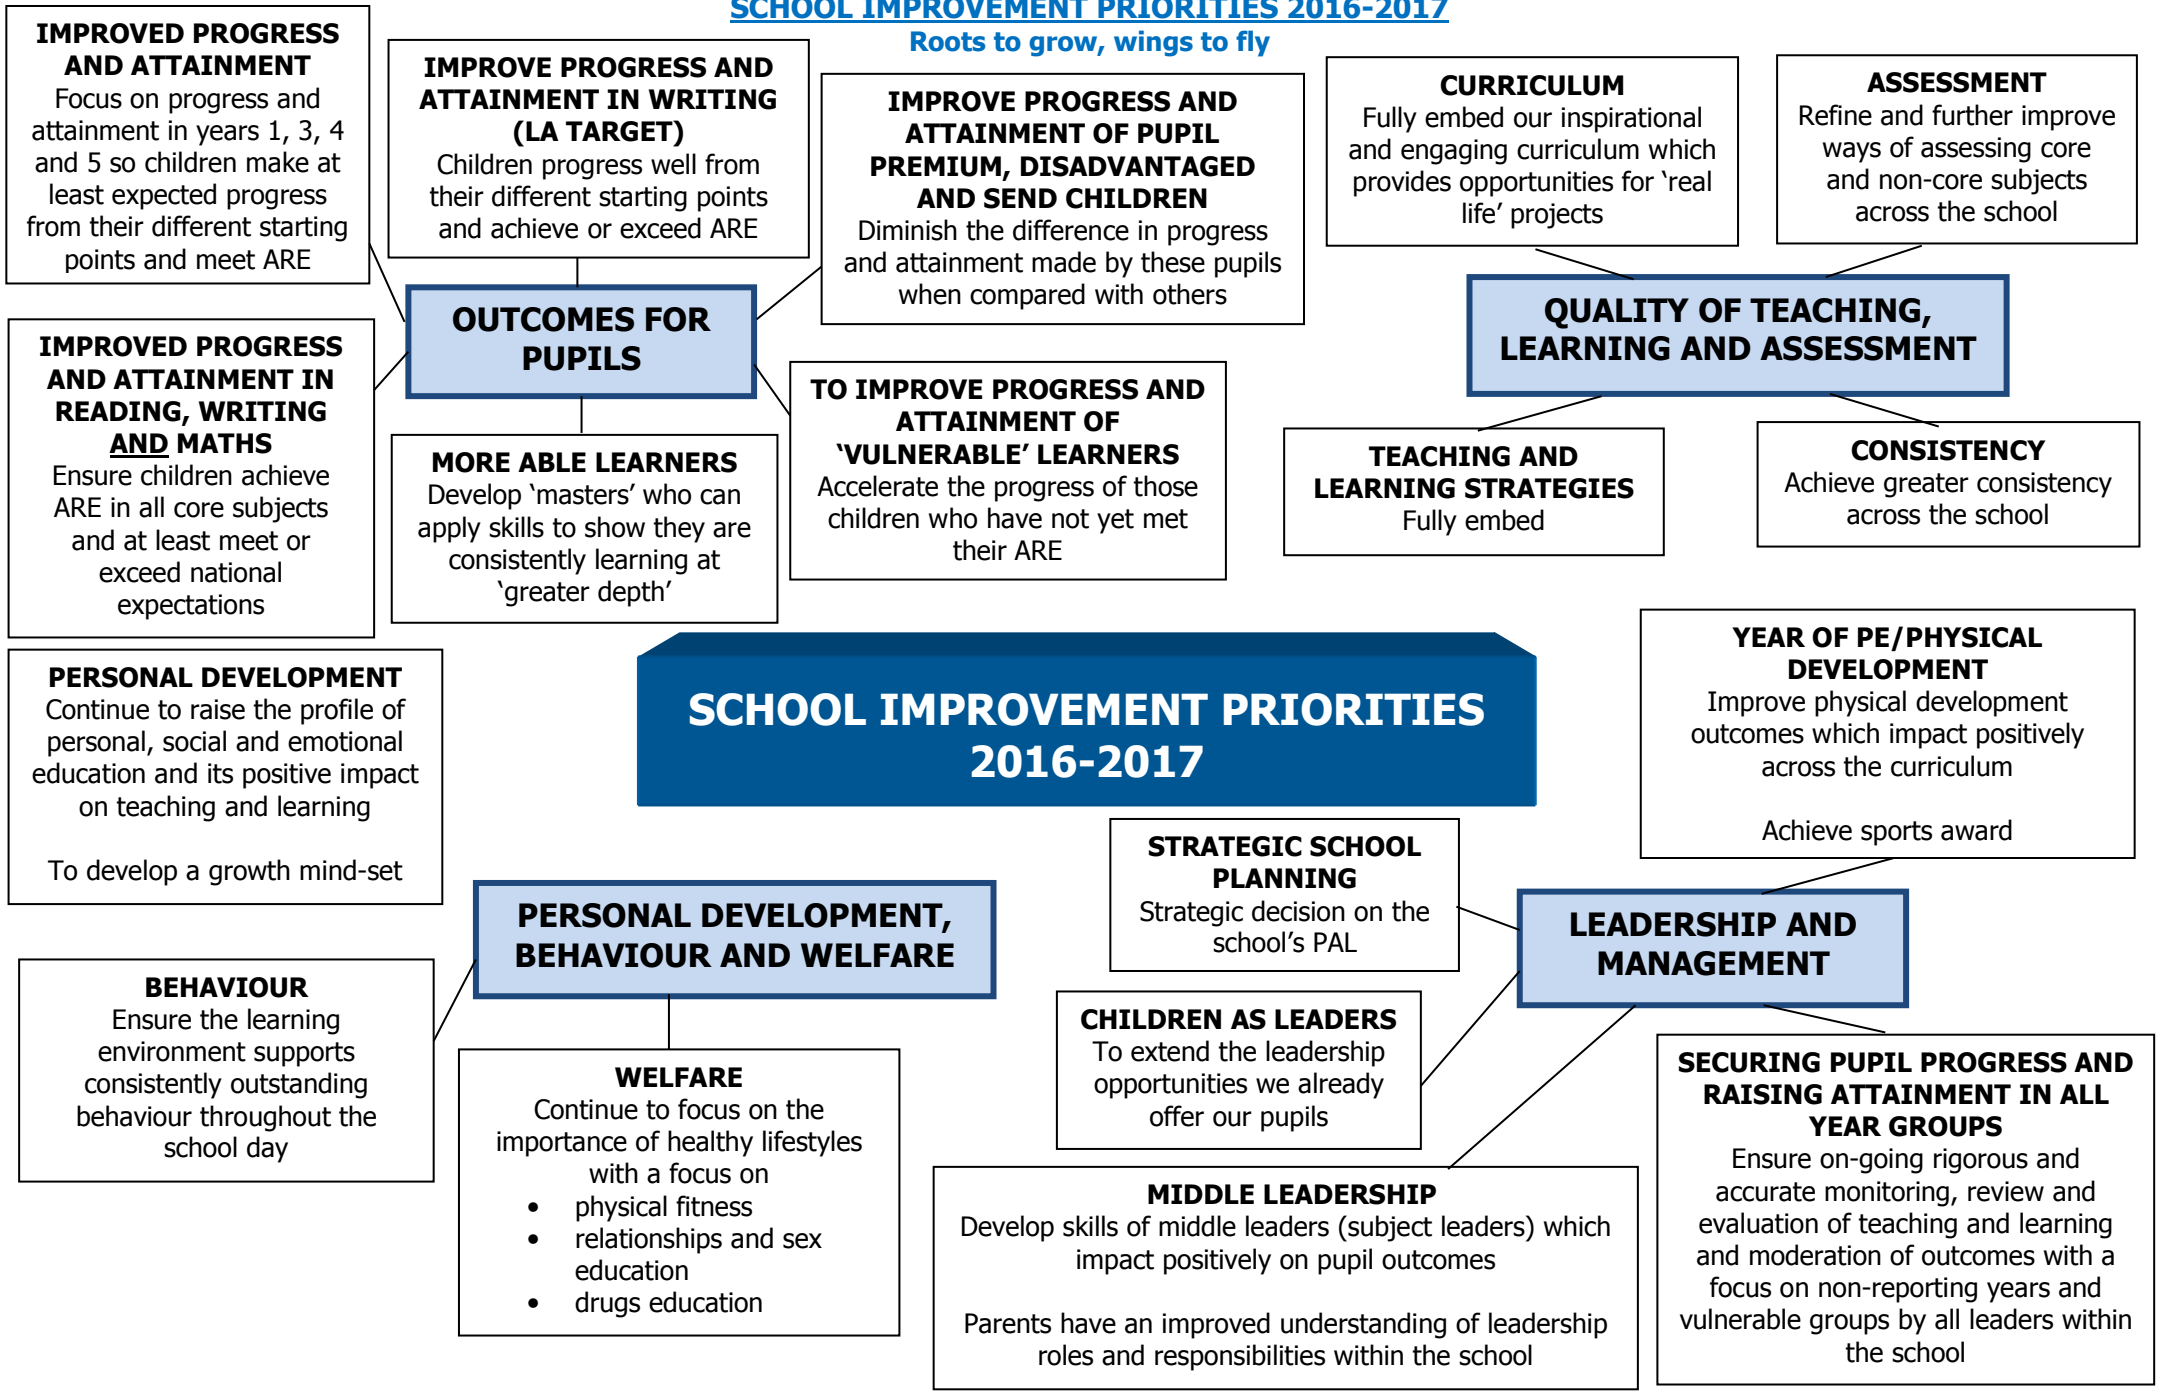 SCHOOL IMPROVEMENT PRIORITIES 2016-2017
Roots to grow, wings to fly
IMPROVED PROGRESS
AND ATTAINMENT
Focus on progress and
attainment in years 1, 3, 4
and 5 so children make at
least expected progress
from their different starting
points and meet ARE
IMPROVE PROGRESS AND
ATTAINMENT IN WRITING
(LA TARGET)
Children progress well from
their different starting points
and achieve or exceed ARE
IMPROVE PROGRESS AND
ATTAINMENT OF PUPIL
PREMIUM, DISADVANTAGED
AND SEND CHILDREN
Diminish the difference in progress
and attainment made by these pupils
when compared with others
CURRICULUM
Fully embed our inspirational
and engaging curriculum which
provides opportunities for ‘real
life’ projects
ASSESSMENT
Refine and further improve
ways of assessing core
and non-core subjects
across the school
OUTCOMES FOR
PUPILS
QUALITY OF TEACHING,
LEARNING AND ASSESSMENT
IMPROVED PROGRESS
AND ATTAINMENT IN
READING, WRITING
AND MATHS
Ensure children achieve
ARE in all core subjects
and at least meet or
exceed national
expectations
MORE ABLE LEARNERS
Develop ‘masters’ who can
apply skills to show they are
consistently learning at
‘greater depth’
TO IMPROVE PROGRESS AND
ATTAINMENT OF
‘VULNERABLE’ LEARNERS
Accelerate the progress of those
children who have not yet met
their ARE
TEACHING AND
LEARNING STRATEGIES
Fully embed
CONSISTENCY
Achieve greater consistency
across the school
SCHOOL IMPROVEMENT PRIORITIES
2016-2017
PERSONAL DEVELOPMENT
Continue to raise the profile of
personal, social and emotional
education and its positive impact
on teaching and learning
To develop a growth mind-set
YEAR OF PE/PHYSICAL
DEVELOPMENT
Improve physical development
outcomes which impact positively
across the curriculum
Achieve sports award
PERSONAL DEVELOPMENT,
BEHAVIOUR AND WELFARE
STRATEGIC SCHOOL
PLANNING
Strategic decision on the
school’s PAL
LEADERSHIP AND
MANAGEMENT
BEHAVIOUR
Ensure the learning
environment supports
consistently outstanding
behaviour throughout the
school day
WELFARE
Continue to focus on the
importance of healthy lifestyles
with a focus on
• physical fitness
• relationships and sex
education
• drugs education
CHILDREN AS LEADERS
To extend the leadership
opportunities we already
offer our pupils
MIDDLE LEADERSHIP
Develop skills of middle leaders (subject leaders) which
impact positively on pupil outcomes
Parents have an improved understanding of leadership
roles and responsibilities within the school
SECURING PUPIL PROGRESS AND
RAISING ATTAINMENT IN ALL
YEAR GROUPS
Ensure on-going rigorous and
accurate monitoring, review and
evaluation of teaching and learning
and moderation of outcomes with a
focus on non-reporting years and
vulnerable groups by all leaders within
the school